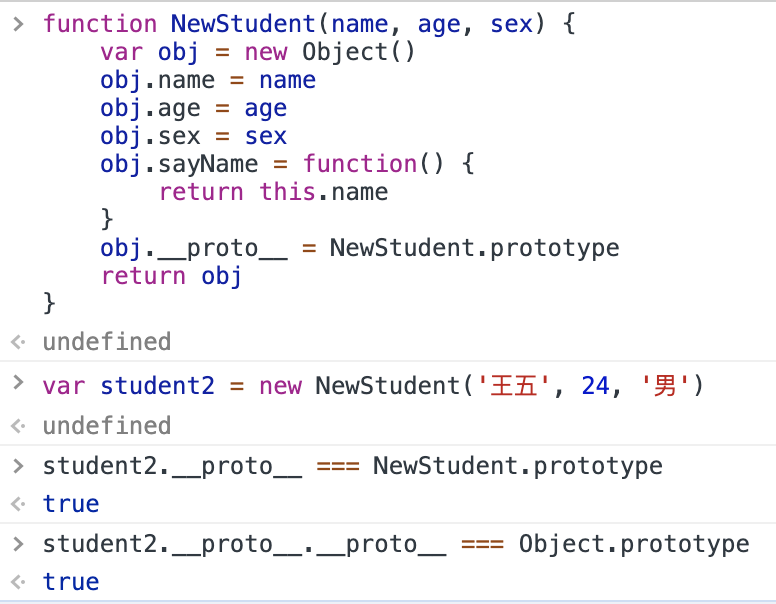 > function NewStudent(name, age, sex) {
var obj = new Object()
obj.name = name
obj.age = age
obj.sex = sex
obj.sayName = function() {
return this.name
}
obj.__proto__ = NewStudent.prototype
return obj
}
undefined
> var student2 = new NewStudent('王五', 24, '男')
undefined
> student2.__proto__ === NewStudent.prototype
true
> student2.__proto__.__proto__ === Object.prototype
true